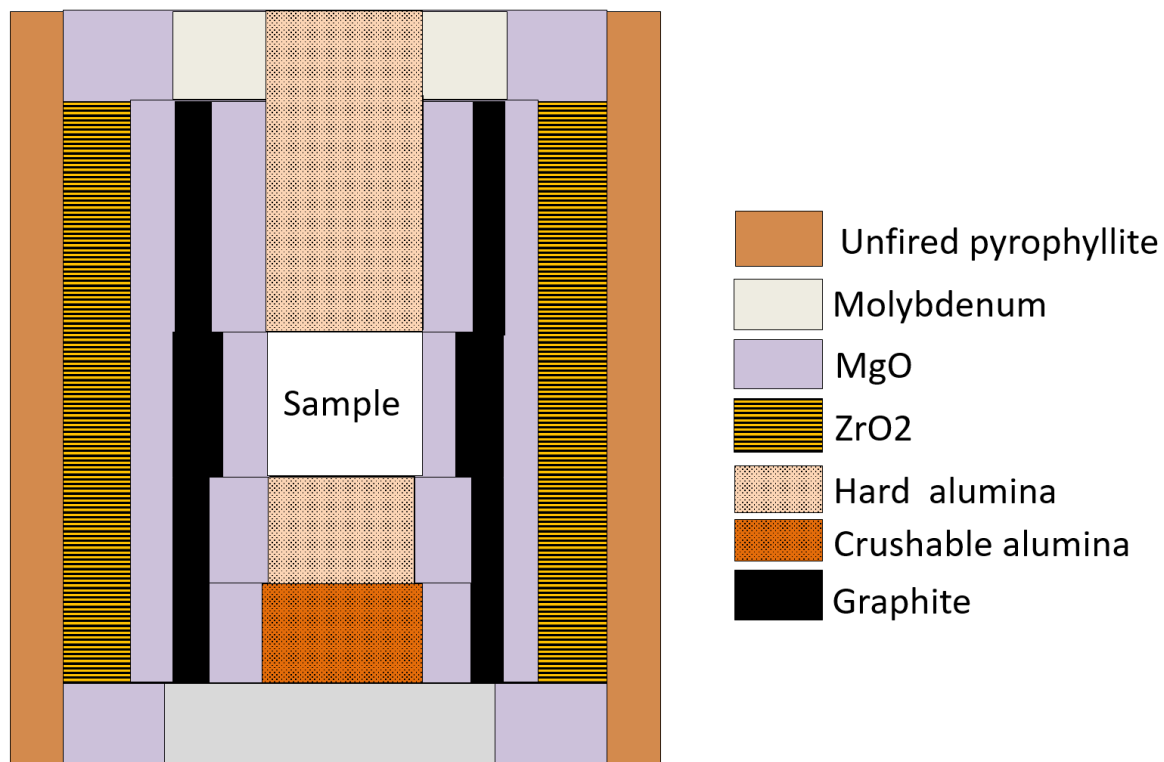 Sample
Unfired pyrophyllite
Molybdenum
MgO
ZrO2
Hard alumina
Crushable alumina
Graphite